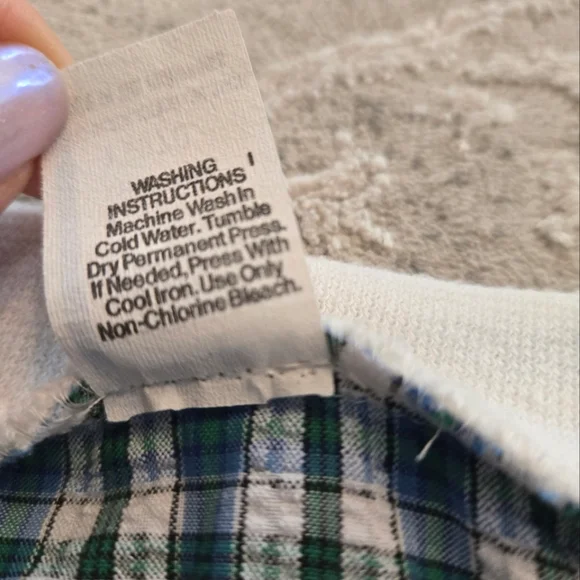 WASHING I
INSTRUCTIONS
Machine Wash In
Cold Water. Tumble
Dry Permanent Press.
If Needed, Press With
Cool Iron. Use Only
Non-Chlorine Bleach.